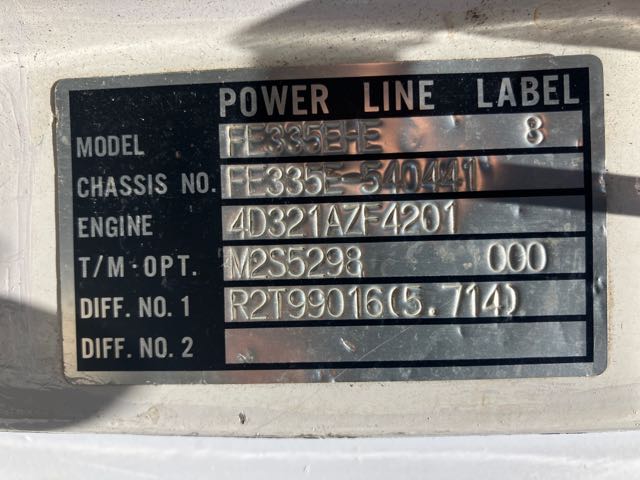 POWER LINE LABEL
MODEL FE335EHE 8
CHASSIS NO. FE335E-540441
ENGINE 4D321AZF4201
T/M·OPT. M2S5298 000
DIFF. NO. 1 R2T99016(5.714)
DIFF. NO. 2